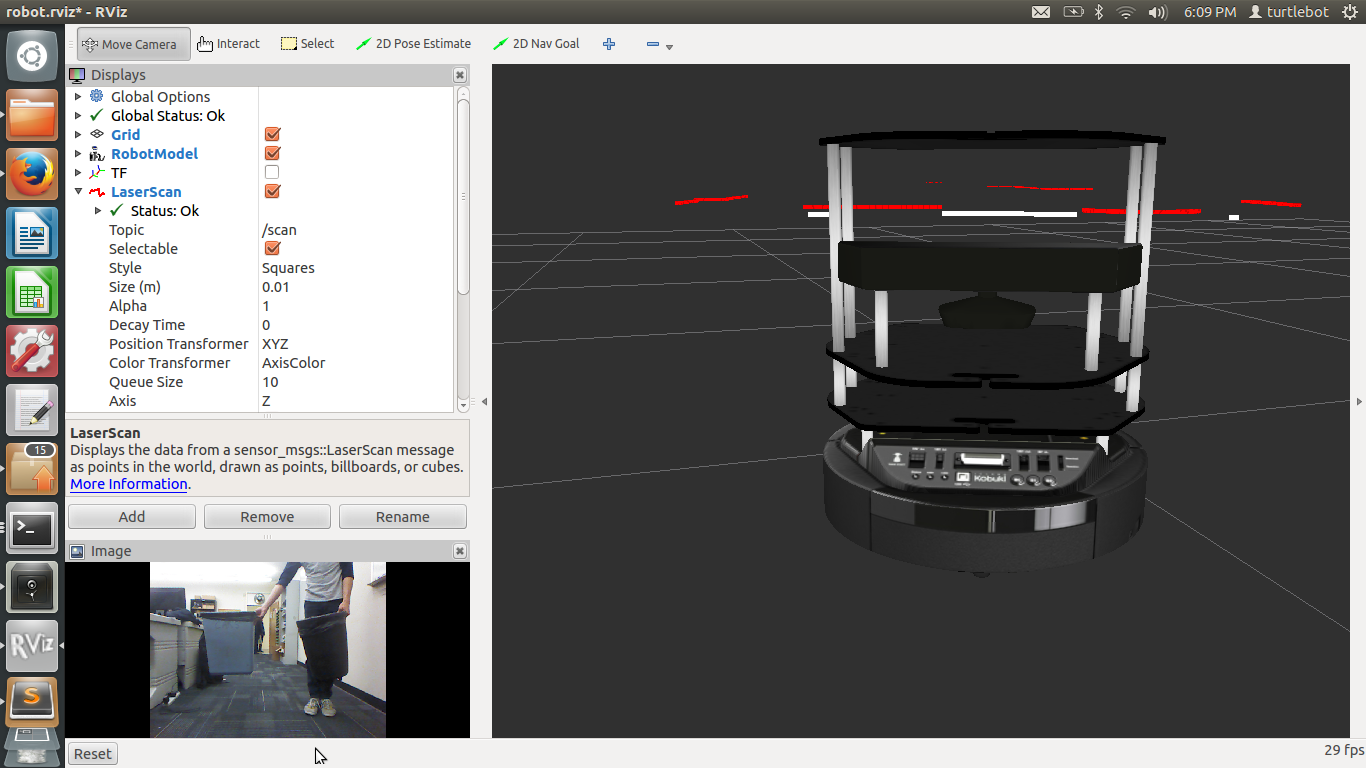 robot.rviz* - RViz
6:09 PM
turtlebot
Move Camera
Interact
Select
2D Pose Estimate
2D Nav Goal
Displays
Global Options
Global Status: Ok
Grid
RobotModel
TF
LaserScan
Status: Ok
Topic /scan
Selectable
Style Squares
Size (m) 0.01
Alpha 1
Decay Time 0
Position Transformer XYZ
Color Transformer AxisColor
Queue Size 10
Axis Z
LaserScan
Displays the data from a sensor_msgs::LaserScan message
as points in the world, drawn as points, billboards, or cubes.
More Information.
Add
Remove
Rename
Image
Reset
29 fps
15
>_
RViz
S
Kobuki